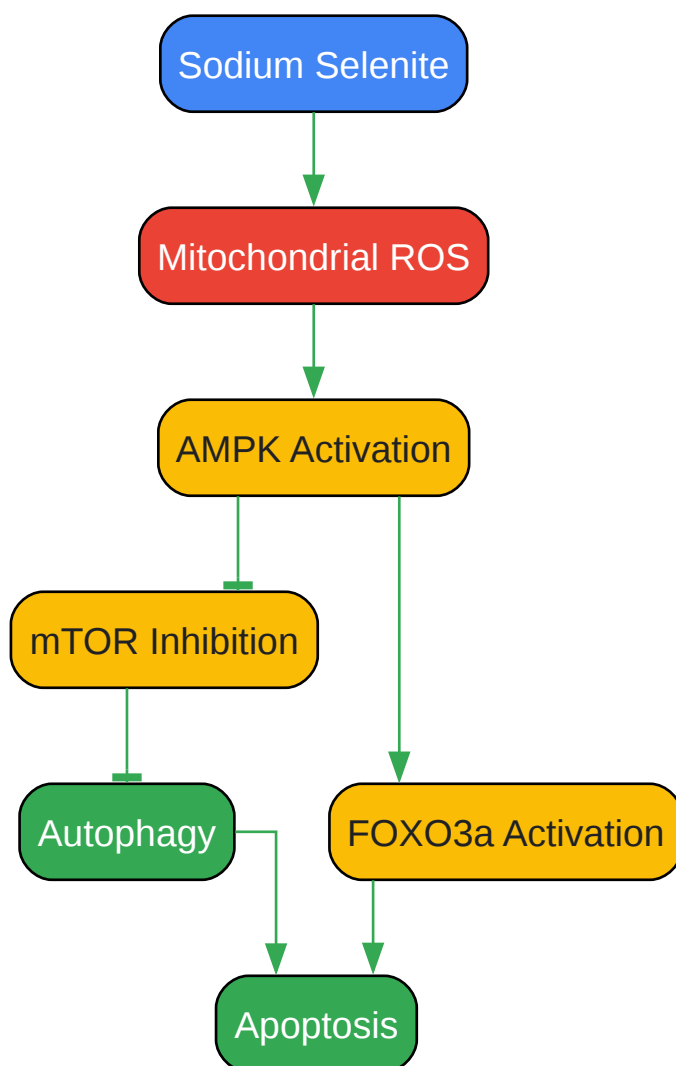 Sodium Selenite
Mitochondrial ROS
AMPK Activation
mTOR Inhibition
Autophagy
FOXO3a Activation
Apoptosis